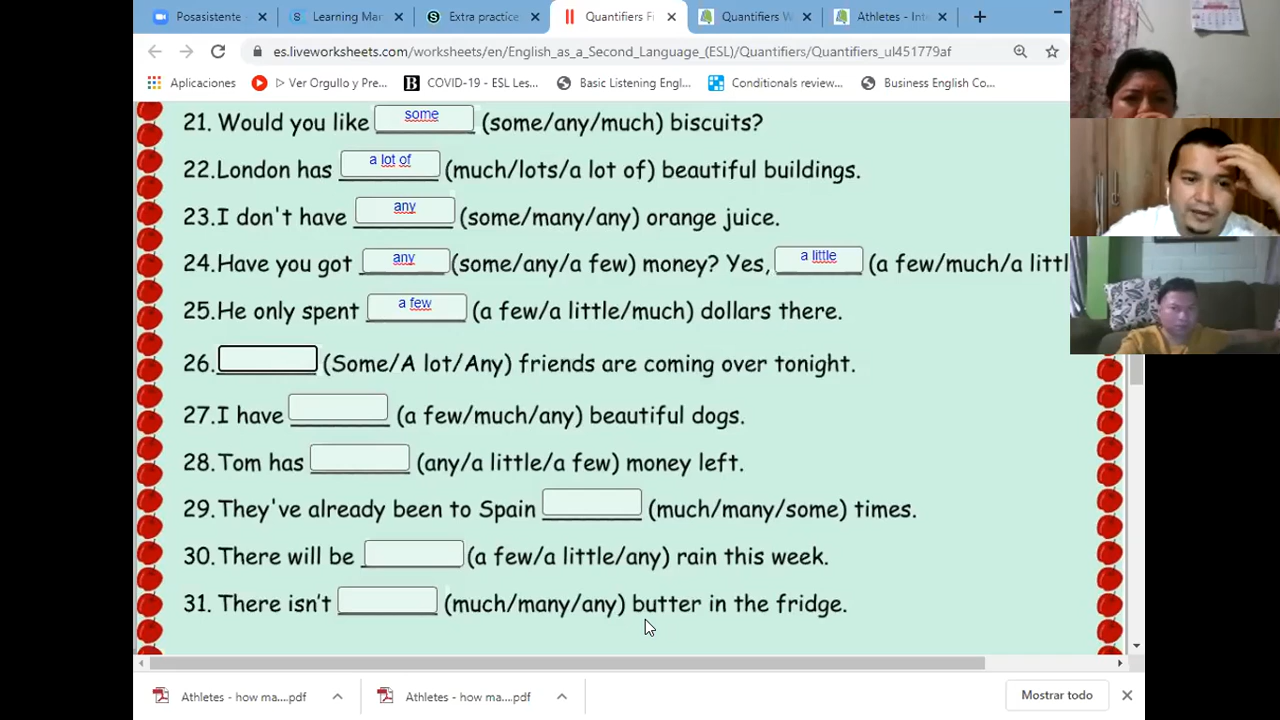 Posasistente
Learning Mar
Extra practice
Quantifiers Fi
Quantifiers W
Athletes - Int
es.liveworksheets.com/worksheets/en/English_as_a_Second_Language_(ESL)/Quantifiers/Quantifiers_ul451779af
Aplicaciones
Ver Orgullo y Pre...
COVID-19 - ESL Les...
Basic Listening Engl...
Conditionals review...
Business English Co...
21. Would you like some (some/any/much) biscuits?
22.London has a lot of (much/lots/a lot of) beautiful buildings.
23.I don't have any (some/many/any) orange juice.
24.Have you got any (some/any/a few) money? Yes, a little (a few/much/a littl
25.He only spent a few (a few/a little/much) dollars there.
26. (Some/A lot/Any) friends are coming over tonight.
27.I have (a few/much/any) beautiful dogs.
28.Tom has (any/a little/a few) money left.
29.They've already been to Spain (much/many/some) times.
30.There will be (a few/a little/any) rain this week.
31. There isn't (much/many/any) butter in the fridge.
Athletes - how ma....pdf
Athletes - how m....pdf
Mostrar todo